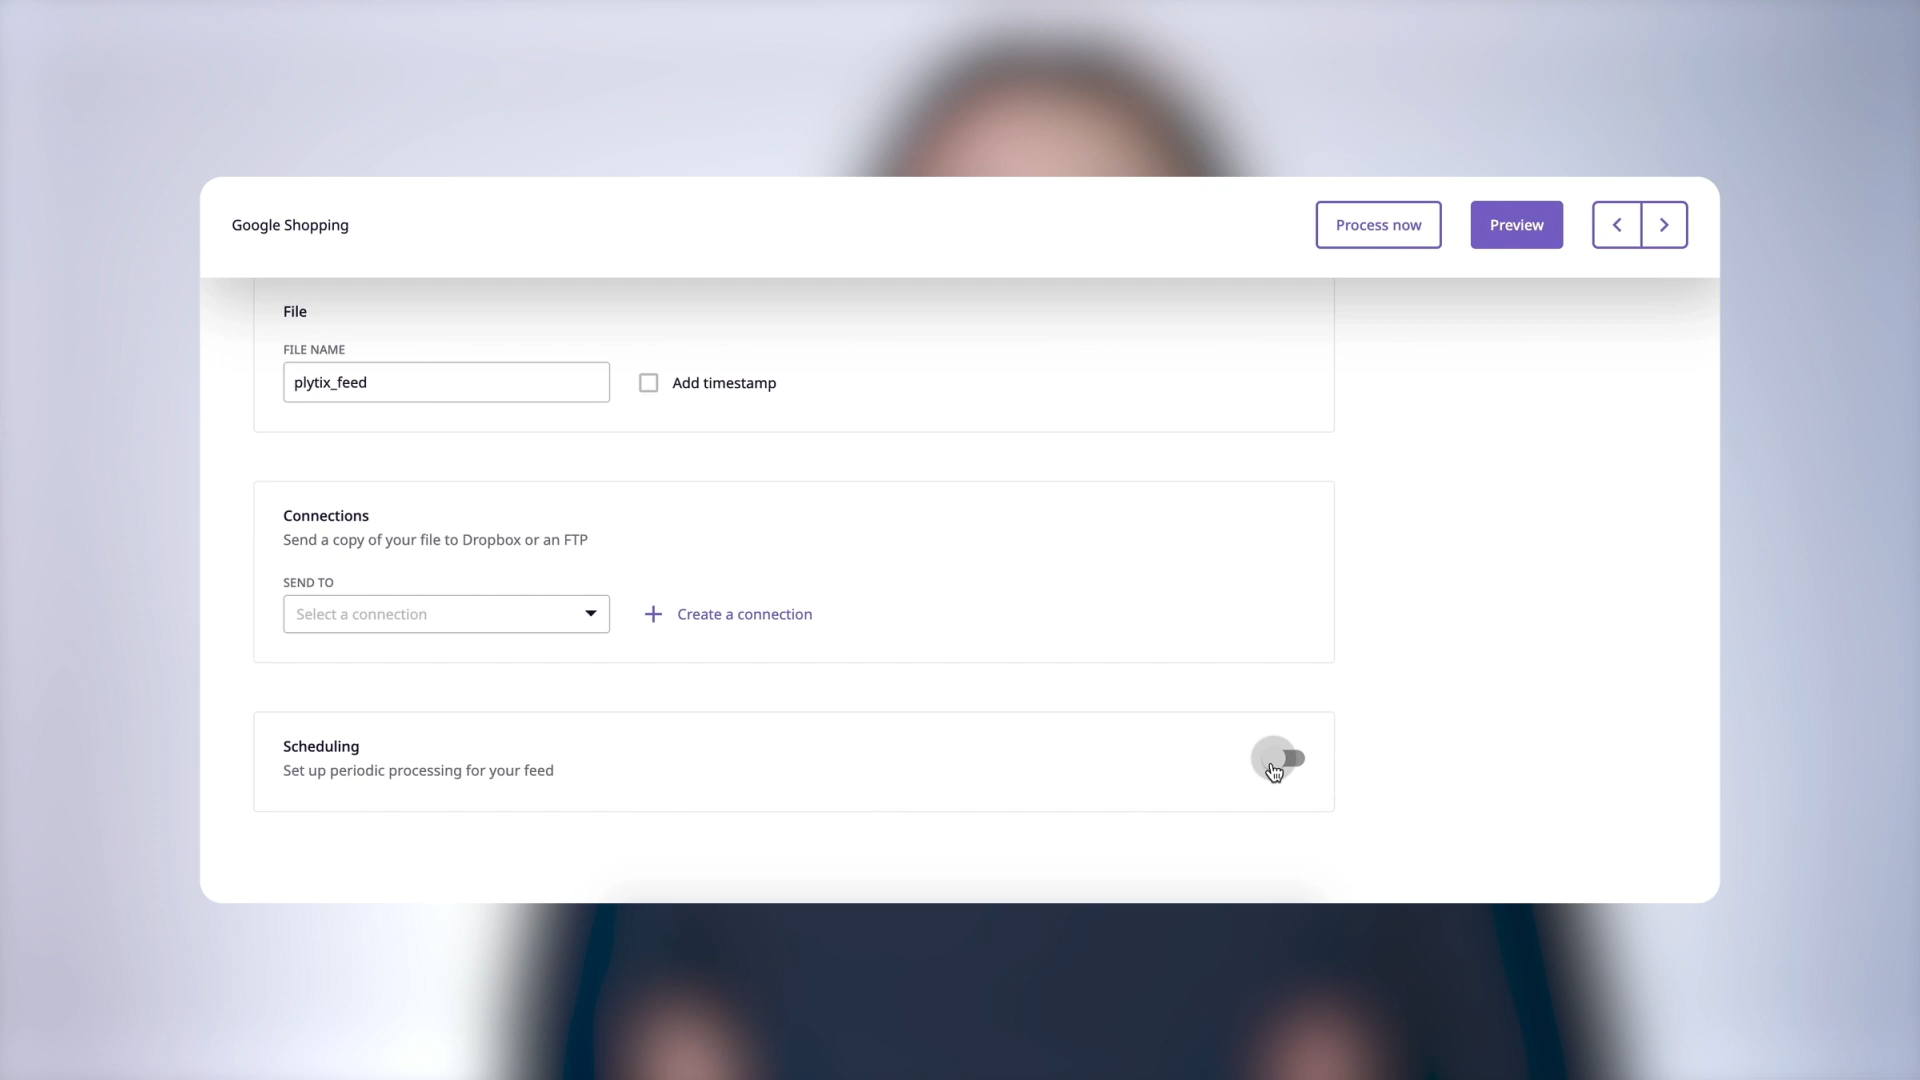 Google Shopping
Process now
Preview
File
FILE NAME
plytix_feed
Add timestamp
Connections
Send a copy of your file to Dropbox or an FTP
SEND TO
Select a connection
Create a connection
Scheduling
Set up periodic processing for your feed